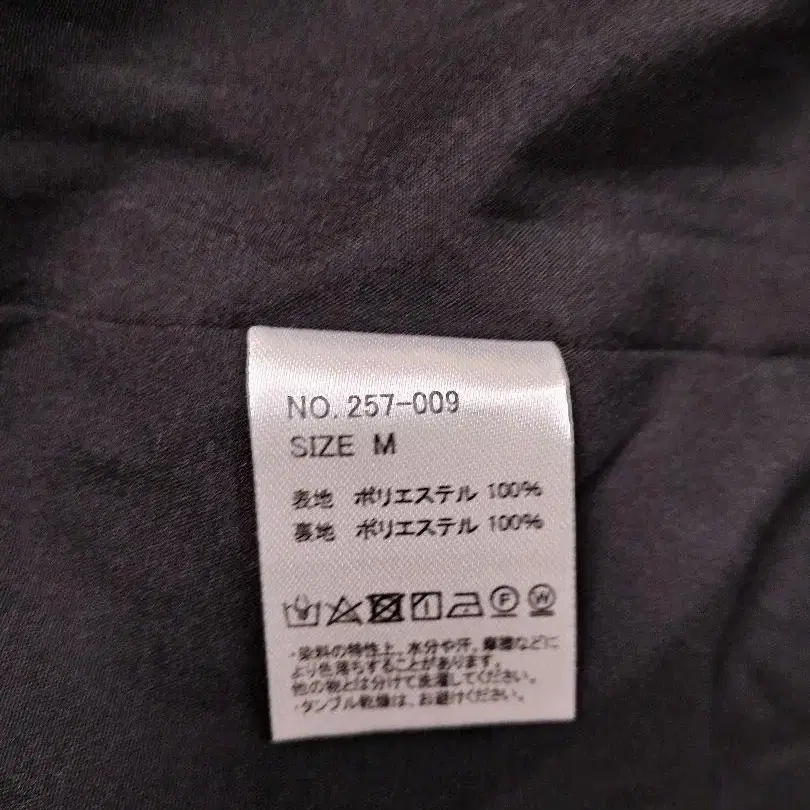 NO. 257-009
SIZE M
表地 ポリエステル 100%
裏地 ポリエステル 100%
F W
・染料の特性上、水分や汗、摩擦などに
より色落ちすることがあります。
他の物とは分けて洗濯してください。
・タンブル乾燥は、お避けください。